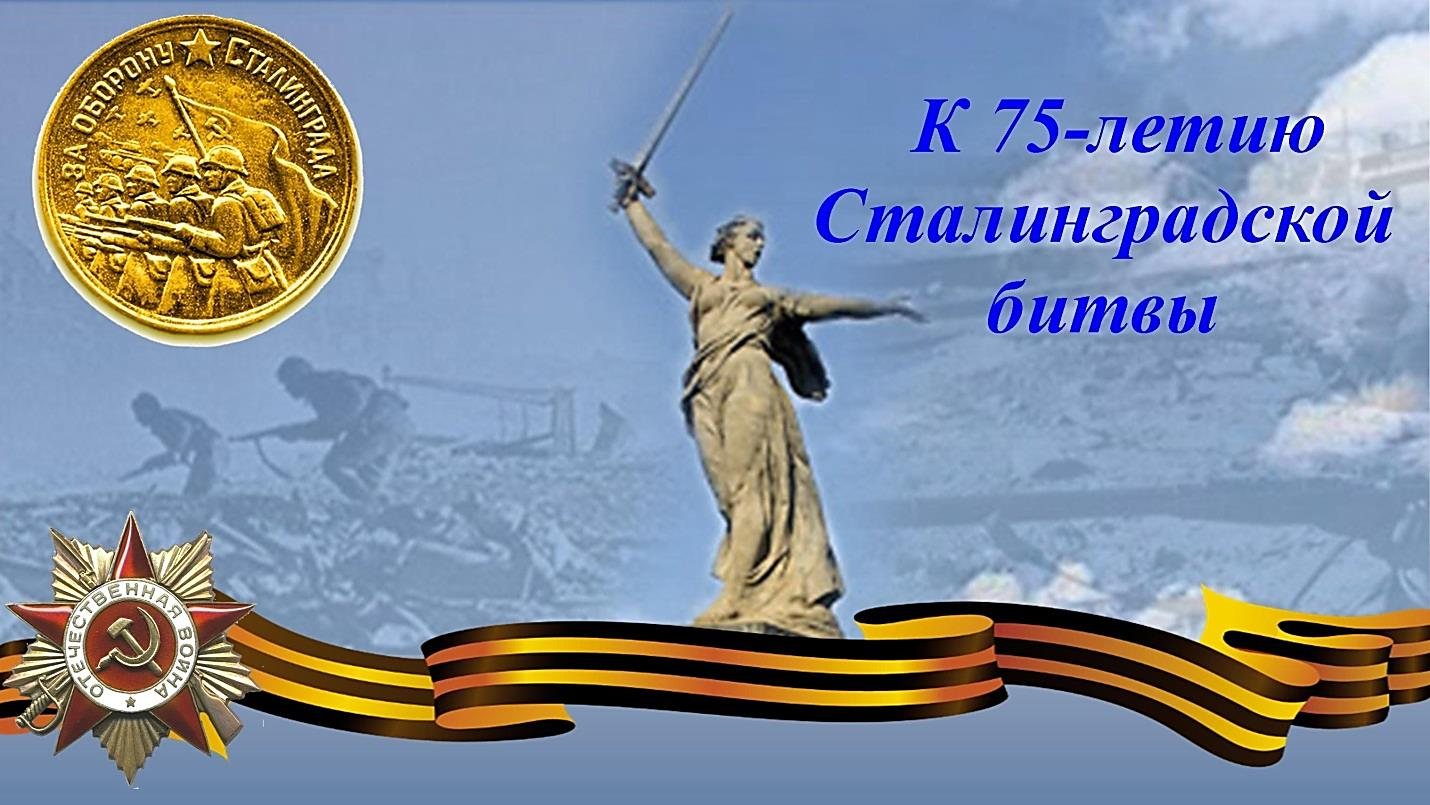 ЗА ОБОРОНУ СТАЛИНГРАДА
К 75-летию
Сталинградской
битвы
ОТЕЧЕСТВЕННАЯ ВОЙНА